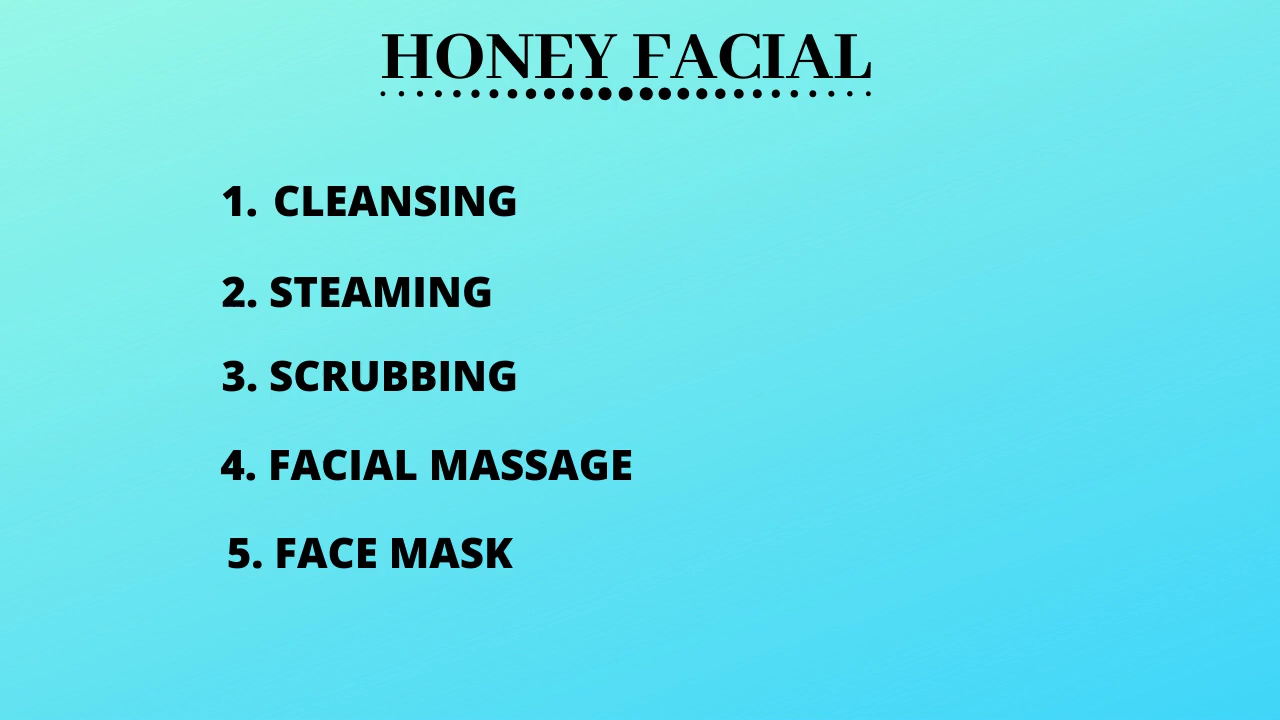 HONEY FACIAL
1. CLEANSING
2. STEAMING
3. SCRUBBING
4. FACIAL MASSAGE
5. FACE MASK